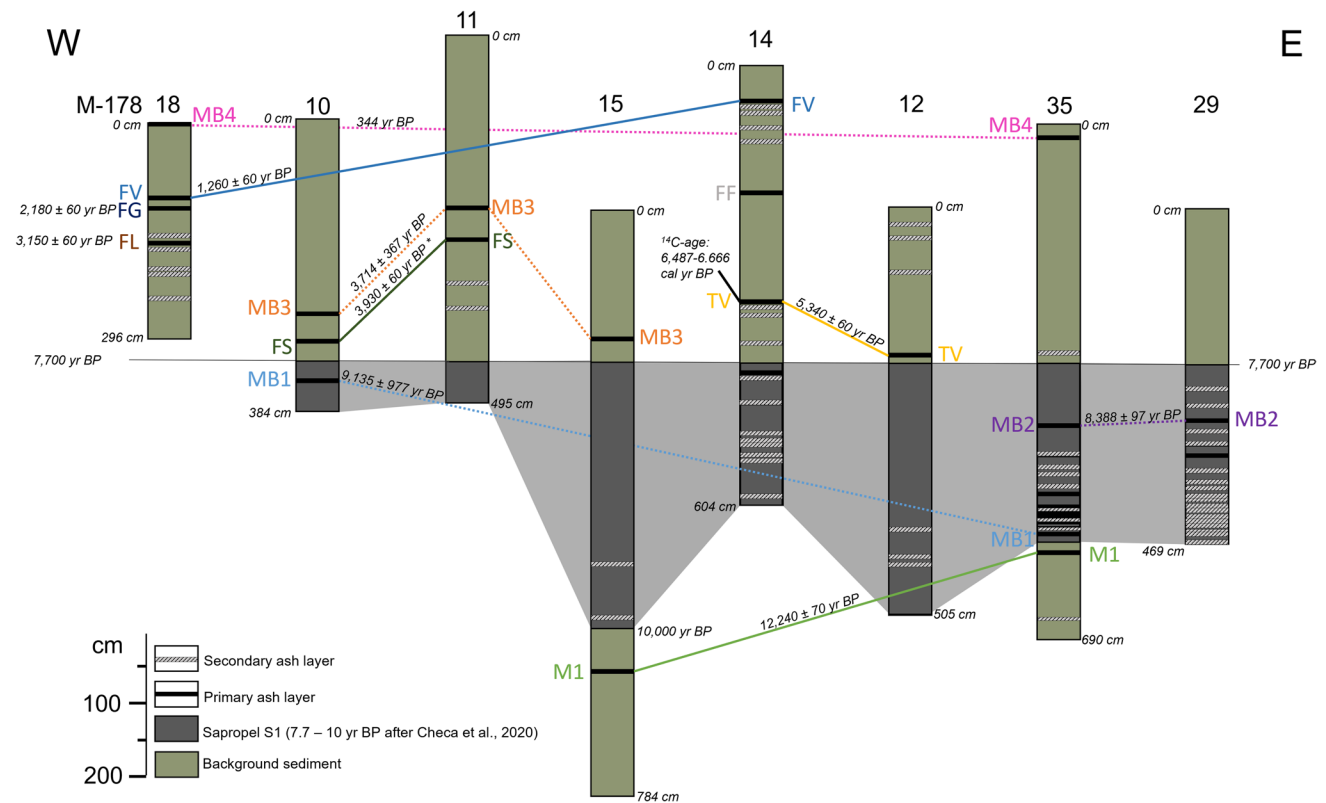 W
E
M-178
18
10
11
15
14
12
35
29
0 cm
0 cm
0 cm
0 cm
0 cm
0 cm
0 cm
0 cm
MB4
344 yr BP
MB4
FV
1,260 ± 60 yr BP
FV
2,180 ± 60 yr BP FG
3,150 ± 60 yr BP FL
FF
MB3
3,714 ± 367 yr BP
MB3
3,930 ± 60 yr BP *
FS
FS
MB3
14C-age:
6,487-6.666
cal yr BP
TV
5,340 ± 60 yr BP
TV
296 cm
7,700 yr BP
7,700 yr BP
MB1
9,135 ± 977 yr BP
384 cm
495 cm
MB2
8,388 ± 97 yr BP
MB2
604 cm
MB1
M1
469 cm
505 cm
12,240 ± 70 yr BP
10,000 yr BP
690 cm
M1
784 cm
cm
100
200
Secondary ash layer
Primary ash layer
Sapropel S1 (7.7 – 10 yr BP after Checa et al., 2020)
Background sediment